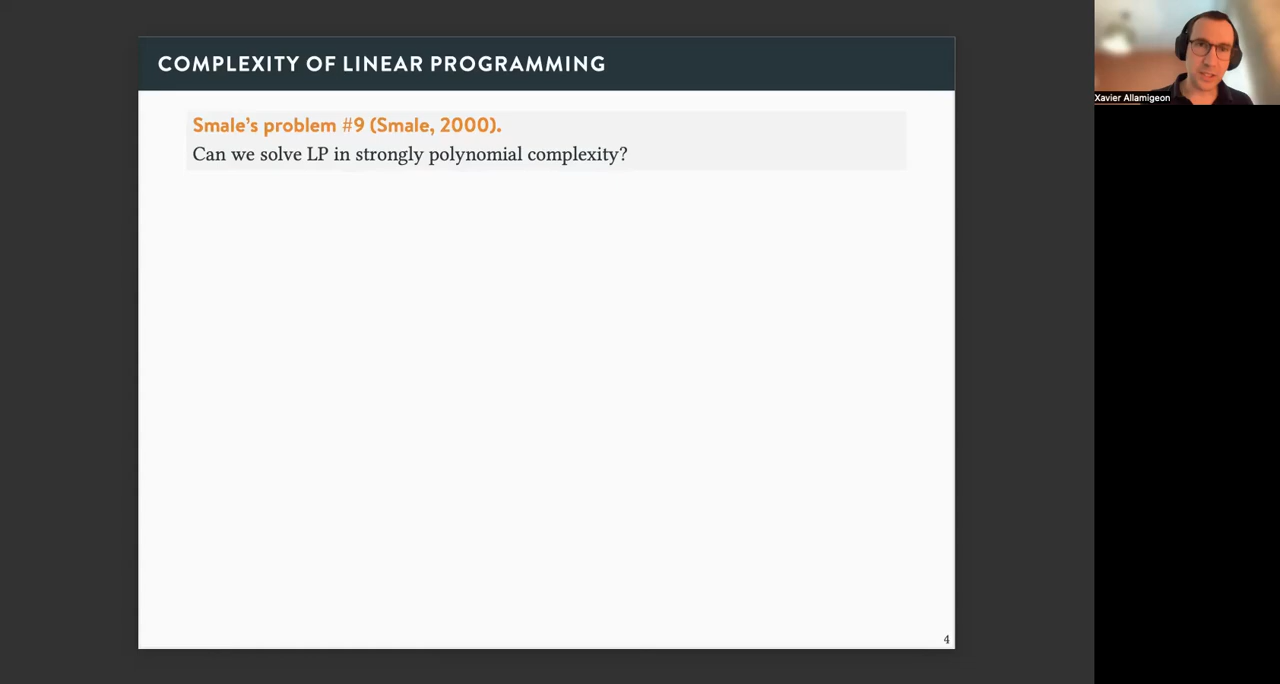 COMPLEXITY OF LINEAR PROGRAMMING
Smale's problem #9 (Smale, 2000).
Can we solve LP in strongly polynomial complexity?
4
Xavier Allamigeon